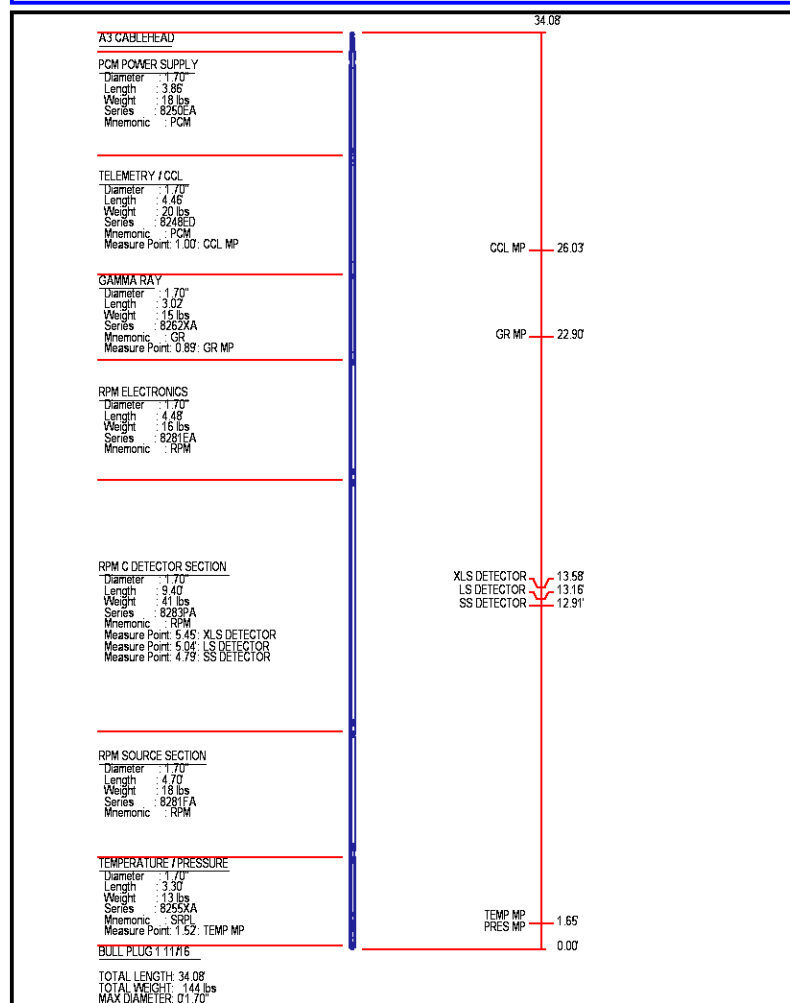 34.08'
A3 CABLEHEAD
PCM POWER SUPPLY
Diameter : 1.70"
Length : 3.86'
Weight : 18 lbs
Series : 8250EA
Mnemonic : PCM
TELEMETRY / CCL
Diameter : 1.70"
Length : 4.46'
Weight : 20 lbs
Series : 8248ED
Mnemonic : PCM
Measure Point: 1.00': CCL MP
CCL MP 26.03'
GAMMA RAY
Diameter : 1.70"
Length : 3.02'
Weight : 15 lbs
Series : 8262XA
Mnemonic : GR
Measure Point: 0.89': GR MP
GR MP 22.90'
RPM ELECTRONICS
Diameter : 1.70"
Length : 4.48'
Weight : 16 lbs
Series : 8281EA
Mnemonic : RPM
RPM C DETECTOR SECTION
Diameter : 1.70"
Length : 9.40'
Weight : 41 lbs
Series : 8283PA
Mnemonic : RPM
Measure Point: 5.45': XLS DETECTOR
Measure Point: 5.04': LS DETECTOR
Measure Point: 4.79': SS DETECTOR
XLS DETECTOR 13.58'
LS DETECTOR 13.16'
SS DETECTOR 12.91'
RPM SOURCE SECTION
Diameter : 1.70"
Length : 4.70'
Weight : 18 lbs
Series : 8281FA
Mnemonic : RPM
TEMPERATURE / PRESSURE
Diameter : 1.70"
Length : 3.30'
Weight : 13 lbs
Series : 8255XA
Mnemonic : SRPL
Measure Point: 1.52': TEMP MP
TEMP MP
PRES MP 1.65'
0.00'
BULL PLUG 1 11/16
TOTAL LENGTH: 34.08'
TOTAL WEIGHT: 144 lbs
MAX DIAMETER: 0'1.70"